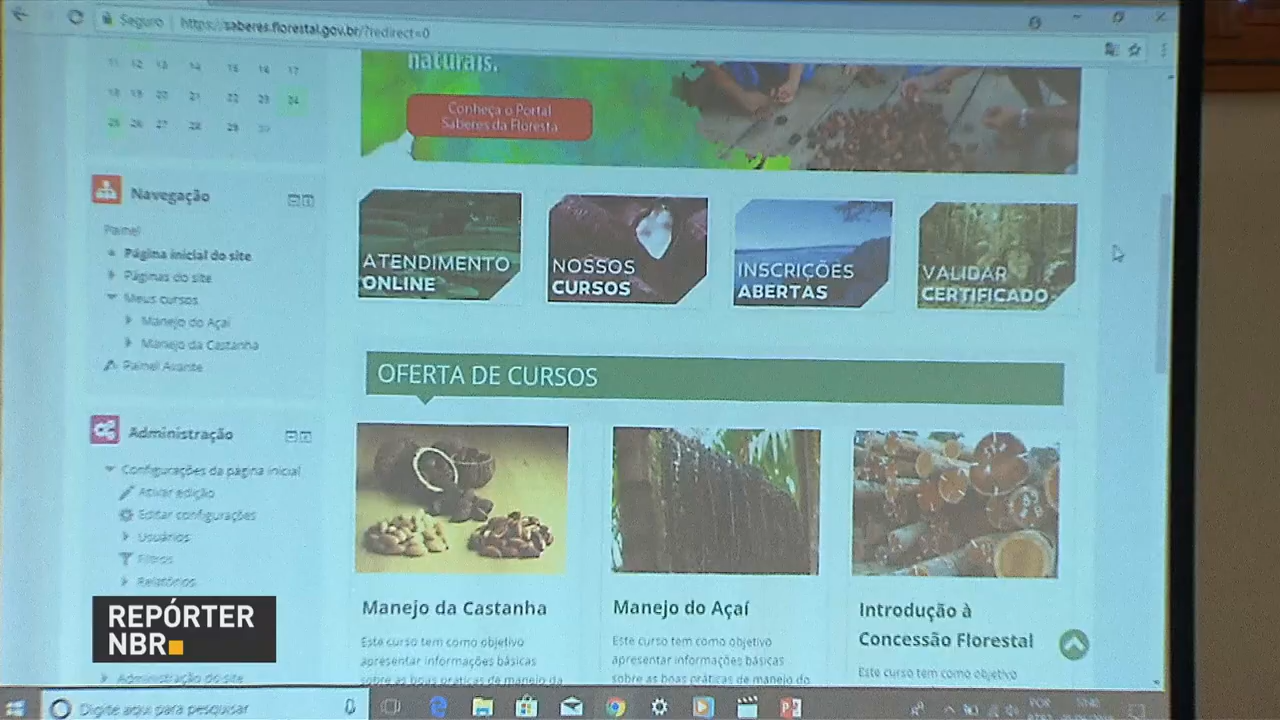 Seguro
https://saberes.florestal.gov.br/?redirect=0
11 12 13 14 15 16 17
18 19 20 21 22 23 24
25 26 27 28 29 30
naturais.
Conheça o Portal
Saberes da Floresta
Navegação
Painel
Página inicial do site
Páginas do site
Meus cursos
Manejo do Açaí
Manejo da Castanha
Painel Avante
ATENDIMENTO
ONLINE
NOSSOS
CURSOS
INSCRIÇÕES
ABERTAS
VALIDAR
CERTIFICADO
OFERTA DE CURSOS
Administração
Configurações da página inicial
Ativar edição
Editar configurações
Usuários
Filtros
Relatórios
Administração do site
Manejo da Castanha
Este curso tem como objetivo
apresentar informações básicas
sobre as boas práticas de manejo da
Manejo do Açaí
Este curso tem como objetivo
apresentar informações básicas
sobre as boas práticas de manejo do
Introdução à
Concessão Florestal
Este curso tem como objetivo
REPÓRTER
NBR
Digite aqui para pesquisar
POR